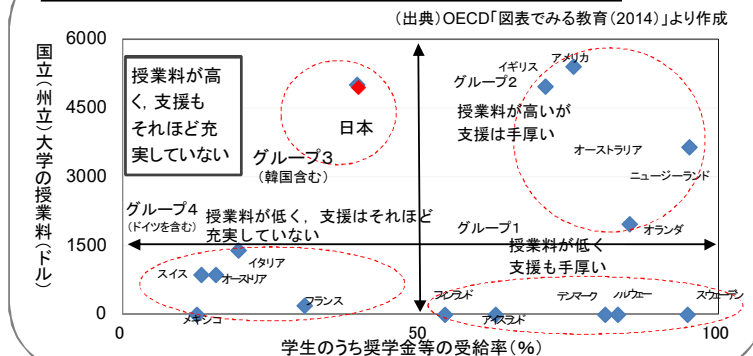 (出典)OECD「図表でみる教育(2014)」より作成
国立(州立)大学の授業料(ドル)
6000
4500
3000
1500
0
授業料が高
く，支援も
それほど充
実していない
日本
グループ3
(韓国含む)
アメリカ
イギリス
グループ2
授業料が高いが
支援は手厚い
オーストラリア
ニュージーランド
オランダ
グループ4
(ドイツを含む)
授業料が低く，支援はそれほど
充実していない
イタリア
スイス
オーストリア
フランス
メキシコ
グループ1
授業料が低く
支援も手厚い
フィンランド
アイスランド
デンマーク
ノルウェー
スウェーデン
0
50
100
学生のうち奨学金等の受給率(%)